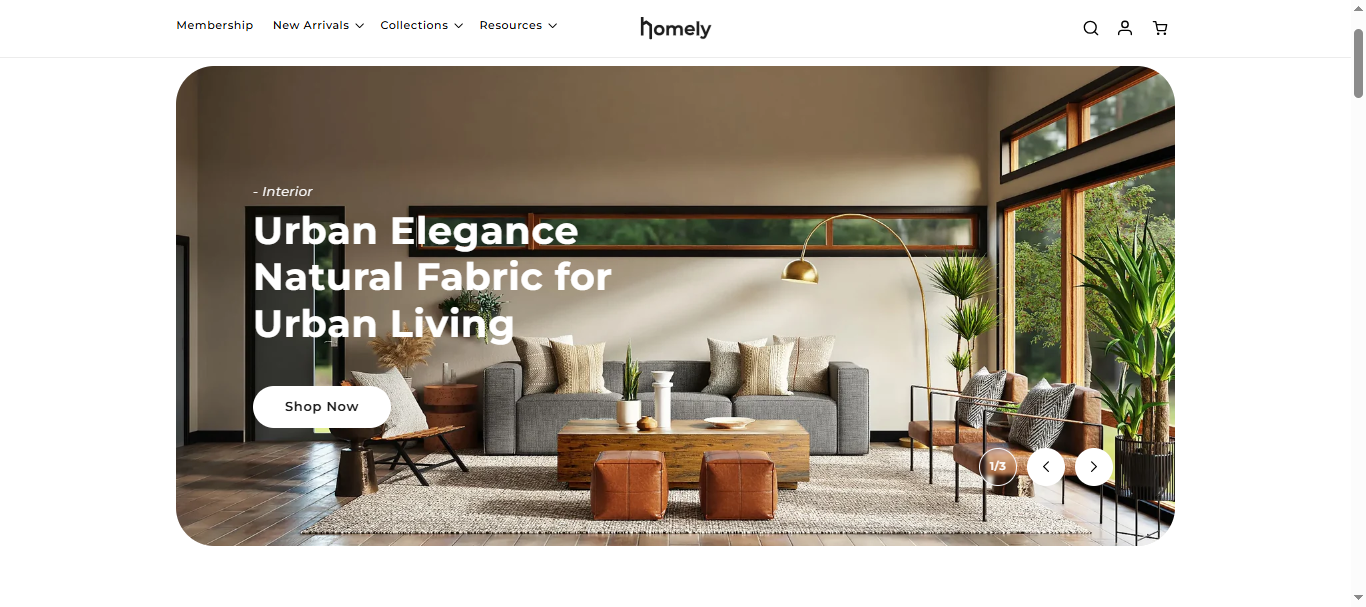 Membership
New Arrivals
Collections
Resources
homely
- Interior
Urban Elegance
Natural Fabric for
Urban Living
Shop Now
1/3